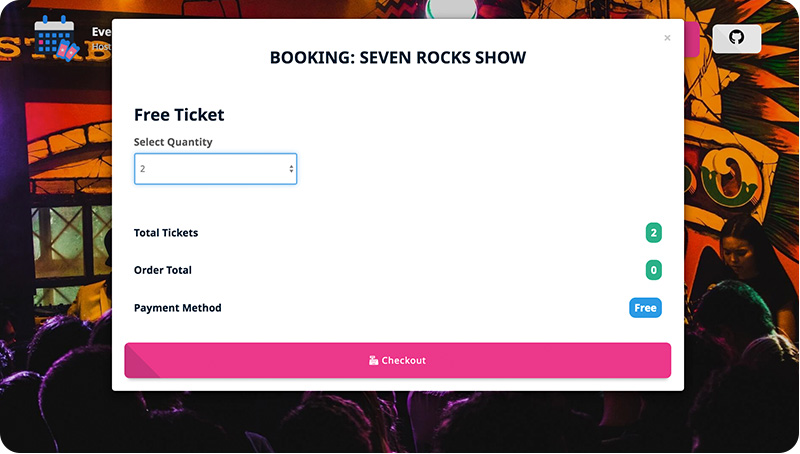 Eve
Host
×
BOOKING: SEVEN ROCKS SHOW
Free Ticket
Select Quantity
2
Total Tickets
2
Order Total
0
Payment Method
Free
Checkout